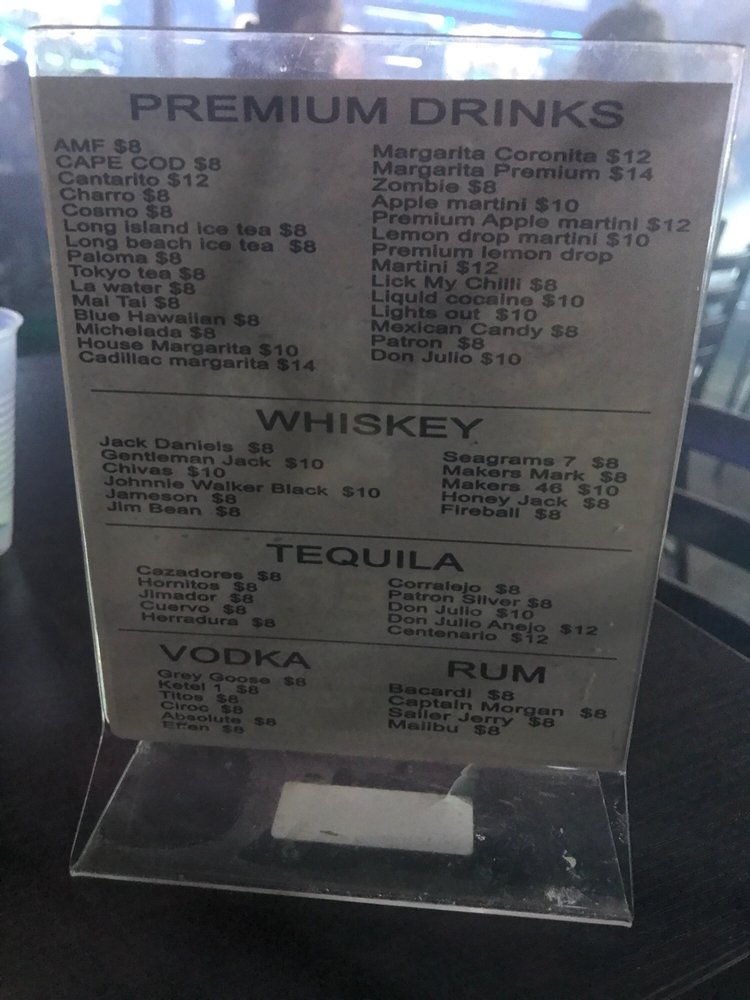 PREMIUM DRINKS
AMF $8
CAPE COD $8
Cantarito $12
Charro $8
Cosmo $8
Long island ice tea $8
Long beach ice tea $8
Paloma $8
Tokyo tea $8
La water $8
Mai Tai $8
Blue Hawaiian $8
Michelada $8
House Margarita $10
Cadillac margarita $14
Margarita Coronita $12
Margarita Premium $14
Zombie $8
Apple martini $10
Premium Apple martini $12
Lemon drop martini $10
Premium lemon drop
Martini $12
Lick My Chilli $8
Liquid cocaine $10
Lights out $10
Mexican Candy $8
Patron $8
Don Julio $10
WHISKEY
Jack Daniels $8
Gentleman Jack $10
Chivas $10
Johnnie Walker Black $10
Jameson $8
Jim Bean $8
Seagrams 7 $8
Makers Mark $8
Makers 46 $10
Honey Jack $8
Fireball $8
TEQUILA
Cazadores $8
Hornitos $8
Jimador $8
Cuervo $8
Herradura $8
Corralejo $8
Patron Silver $8
Don Julio $10
Don Julio Anejo $12
Centenario $12
VODKA
Grey Goose $8
Ketel 1 $8
Titos $8
Ciroc $8
Absolute $8
Effen $8
RUM
Bacardi $8
Captain Morgan $8
Sailer Jerry $8
Malibu $8